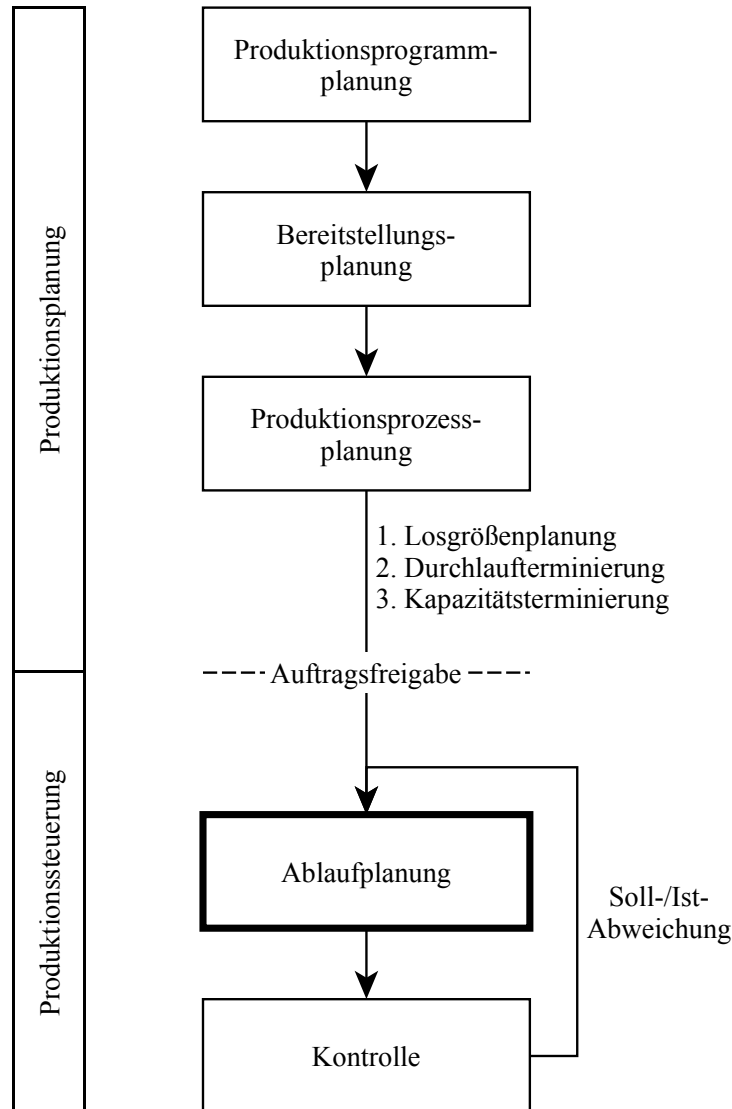 Produktionsprogramm-
planung
Bereitstellungs-
planung
Produktionsplanung
Produktionsprozess-
planung
1. Losgrößenplanung
2. Durchlaufterminierung
3. Kapazitätsterminierung
Auftragsfreigabe
Produktionssteuerung
Ablaufplanung
Soll-/Ist-
Abweichung
Kontrolle